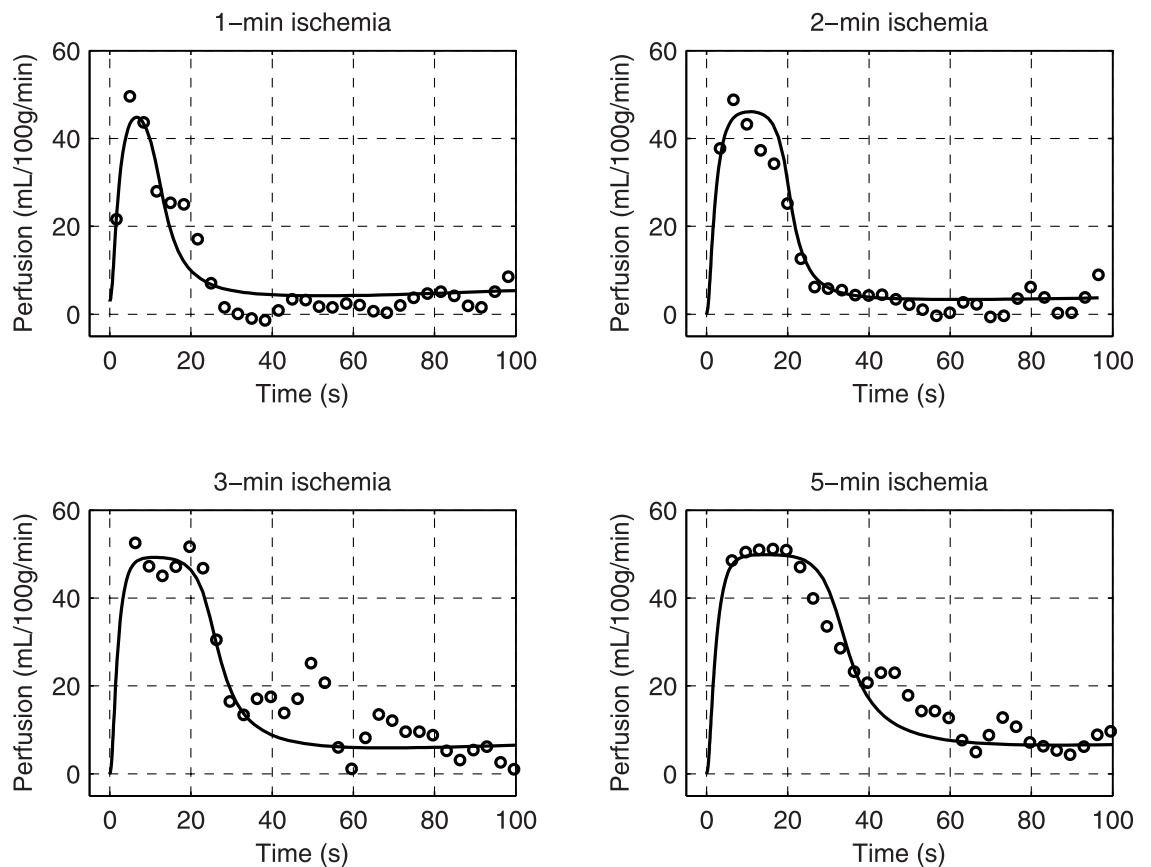 1−min ischemia
Perfusion (mL/100g/min)
60
40
20
0
0 20 40 60 80 100
Time (s)
2−min ischemia
Perfusion (mL/100g/min)
60
40
20
0
0 20 40 60 80 100
Time (s)
3−min ischemia
Perfusion (mL/100g/min)
60
40
20
0
0 20 40 60 80 100
Time (s)
5−min ischemia
Perfusion (mL/100g/min)
60
40
20
0
0 20 40 60 80 100
Time (s)